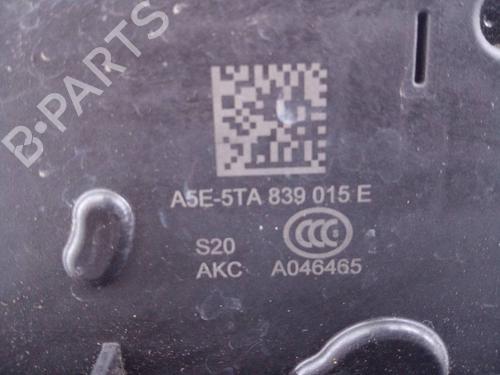 B-PARTS
A5E-5TA 839 015 E
CCC
S20
AKC A046465